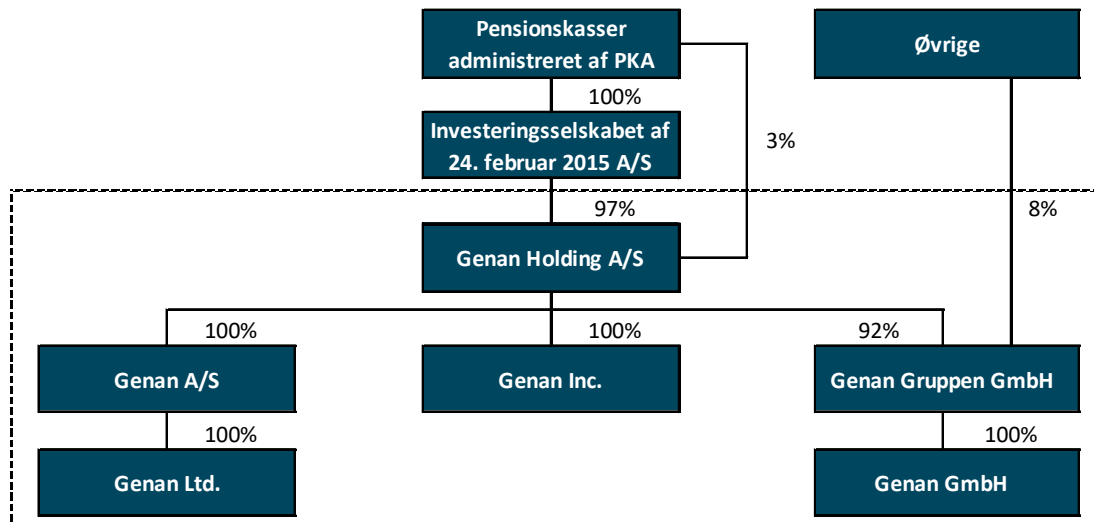 Pensionskasser
administreret af PKA
Øvrige
100%
Investeringsselskabet af
24. februar 2015 A/S
3%
97%
8%
Genan Holding A/S
100%
100%
92%
Genan A/S
Genan Inc.
Genan Gruppen GmbH
100%
100%
Genan Ltd.
Genan GmbH